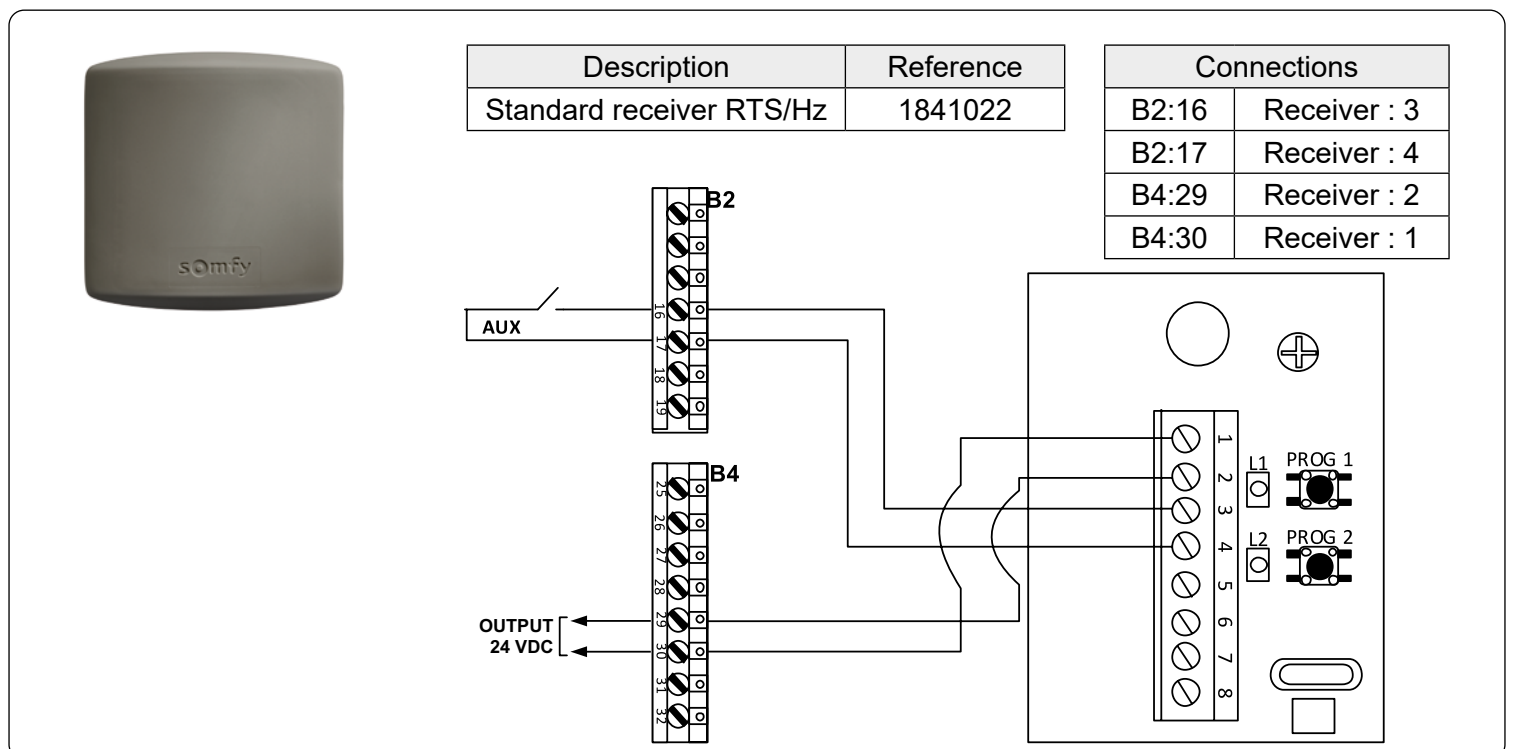 somfy
Description Reference
Standard receiver RTS/Hz 1841022
Connections
B2:16 Receiver : 3
B2:17 Receiver : 4
B4:29 Receiver : 2
B4:30 Receiver : 1
B2
AUX
16
17
18
19
B4
25
26
27
28
29
30
31
32
OUTPUT
24 VDC
1
2
3
4
5
6
7
8
L1 PROG 1
L2 PROG 2